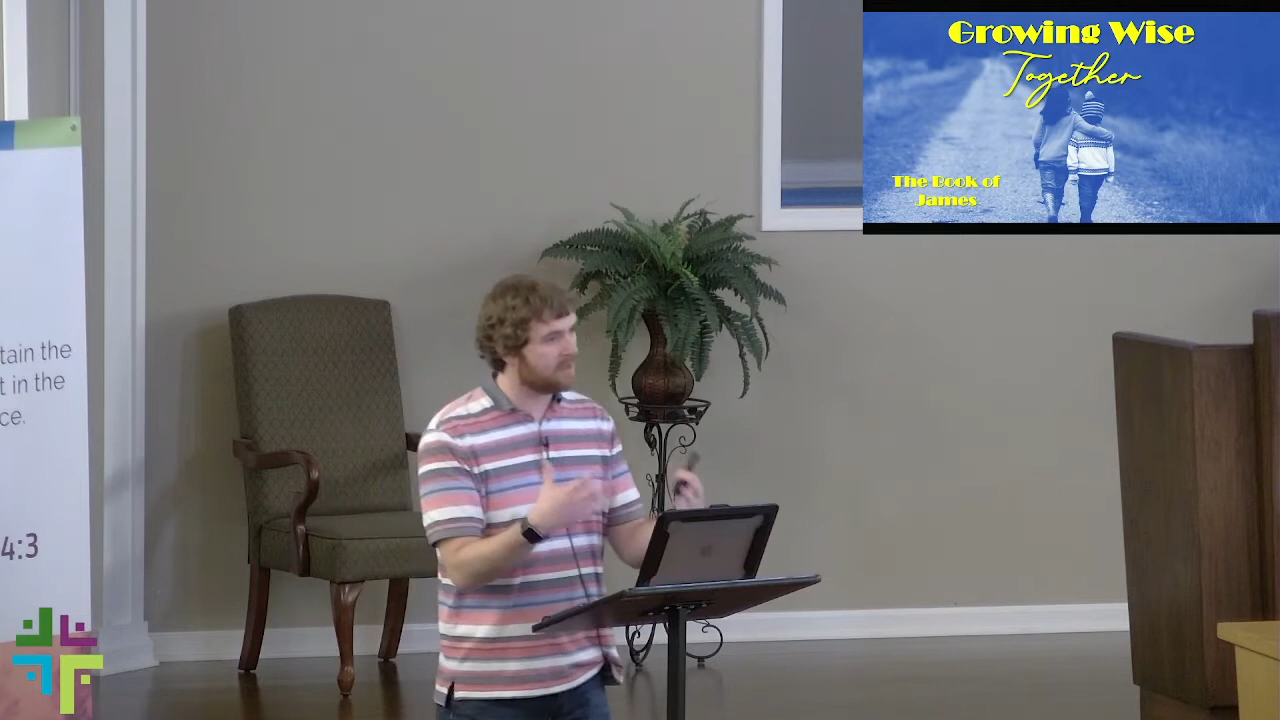 Growing Wise
Together
The Book of
James
tain the
t in the
ce.
4:3